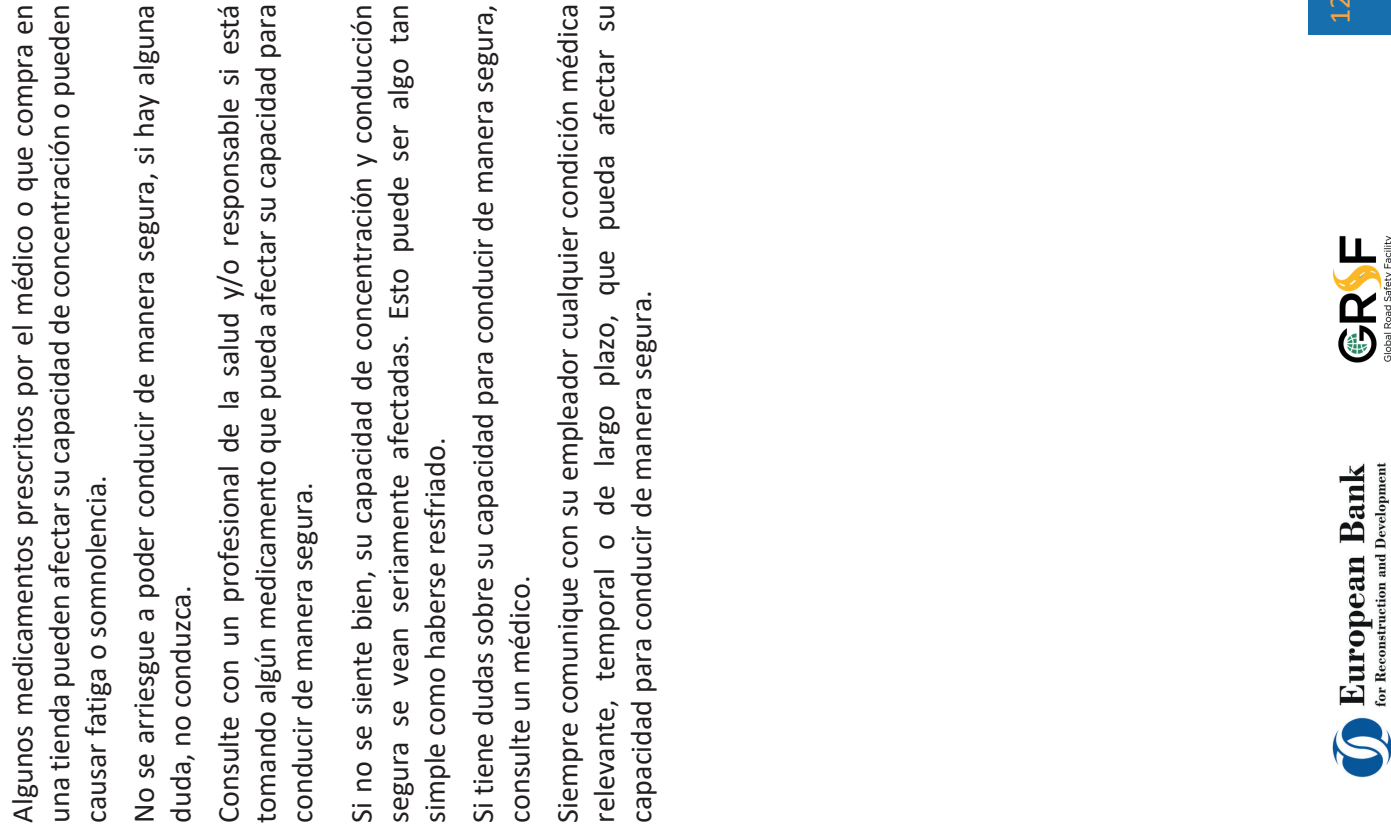 Algunos medicamentos prescritos por el médico o que compra en
una tienda pueden afectar su capacidad de concentración o pueden
causar fatiga o somnolencia.
No se arriesgue a poder conducir de manera segura, si hay alguna
duda, no conduzca.
Consulte con un profesional de la salud y/o responsable si está
tomando algún medicamento que pueda afectar su capacidad para
conducir de manera segura.
Si no se siente bien, su capacidad de concentración y conducción
segura se vean seriamente afectadas. Esto puede ser algo tan
simple como haberse resfriado.
Si tiene dudas sobre su capacidad para conducir de manera segura,
consulte un médico.
Siempre comunique con su empleador cualquier condición médica
relevante, temporal o de largo plazo, que pueda afectar su
capacidad para conducir de manera segura.
European Bank
for Reconstruction and Development
GRSF
Global Road Safety Facility
12